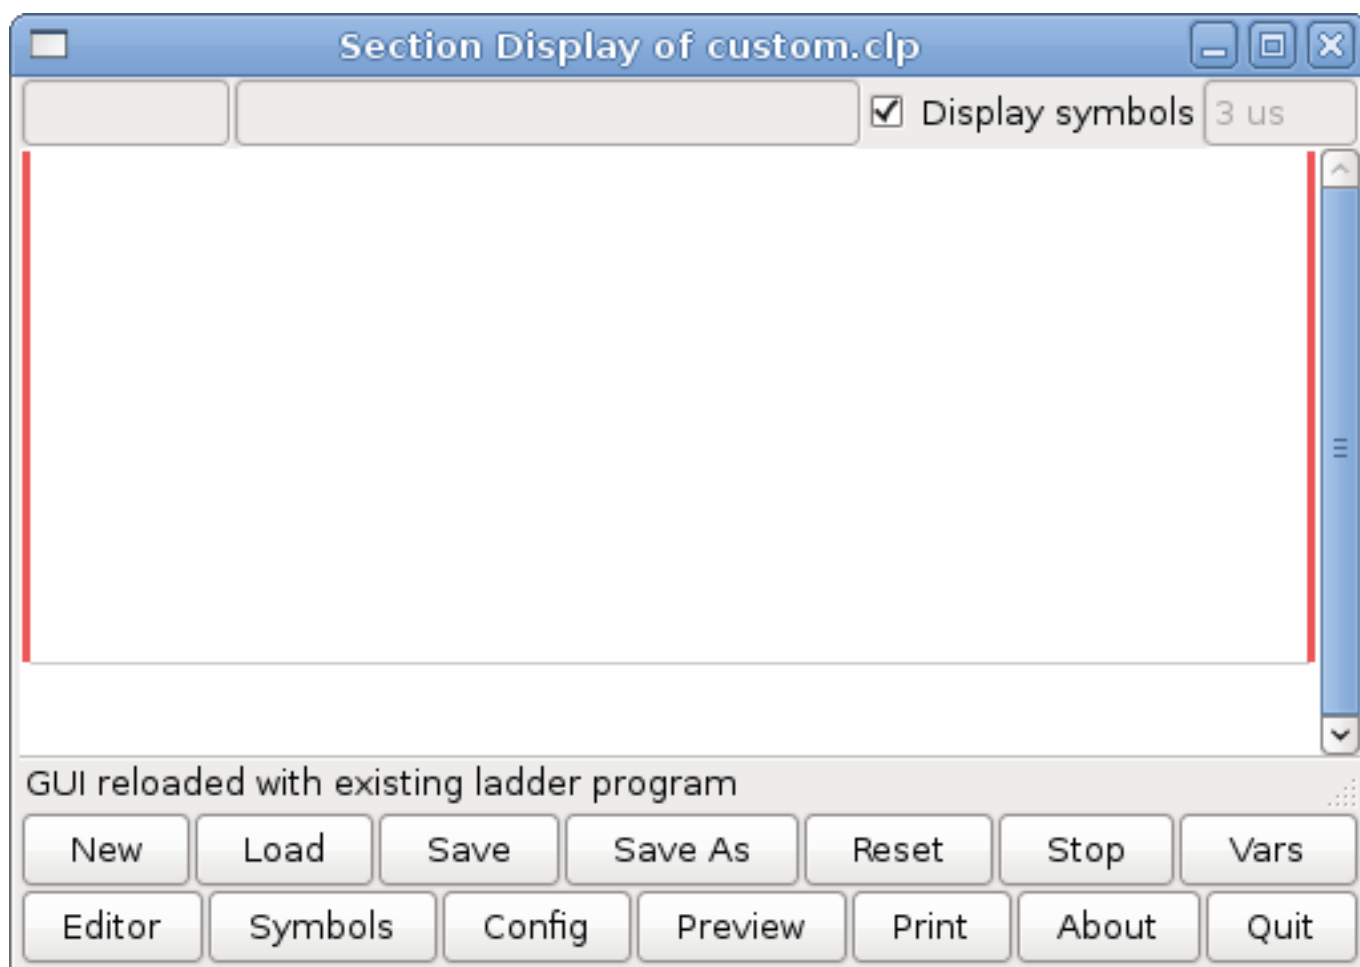 Section Display of custom.clp
Display symbols 3 us
GUI reloaded with existing ladder program
New Load Save Save As Reset Stop Vars
Editor Symbols Config Preview Print About Quit